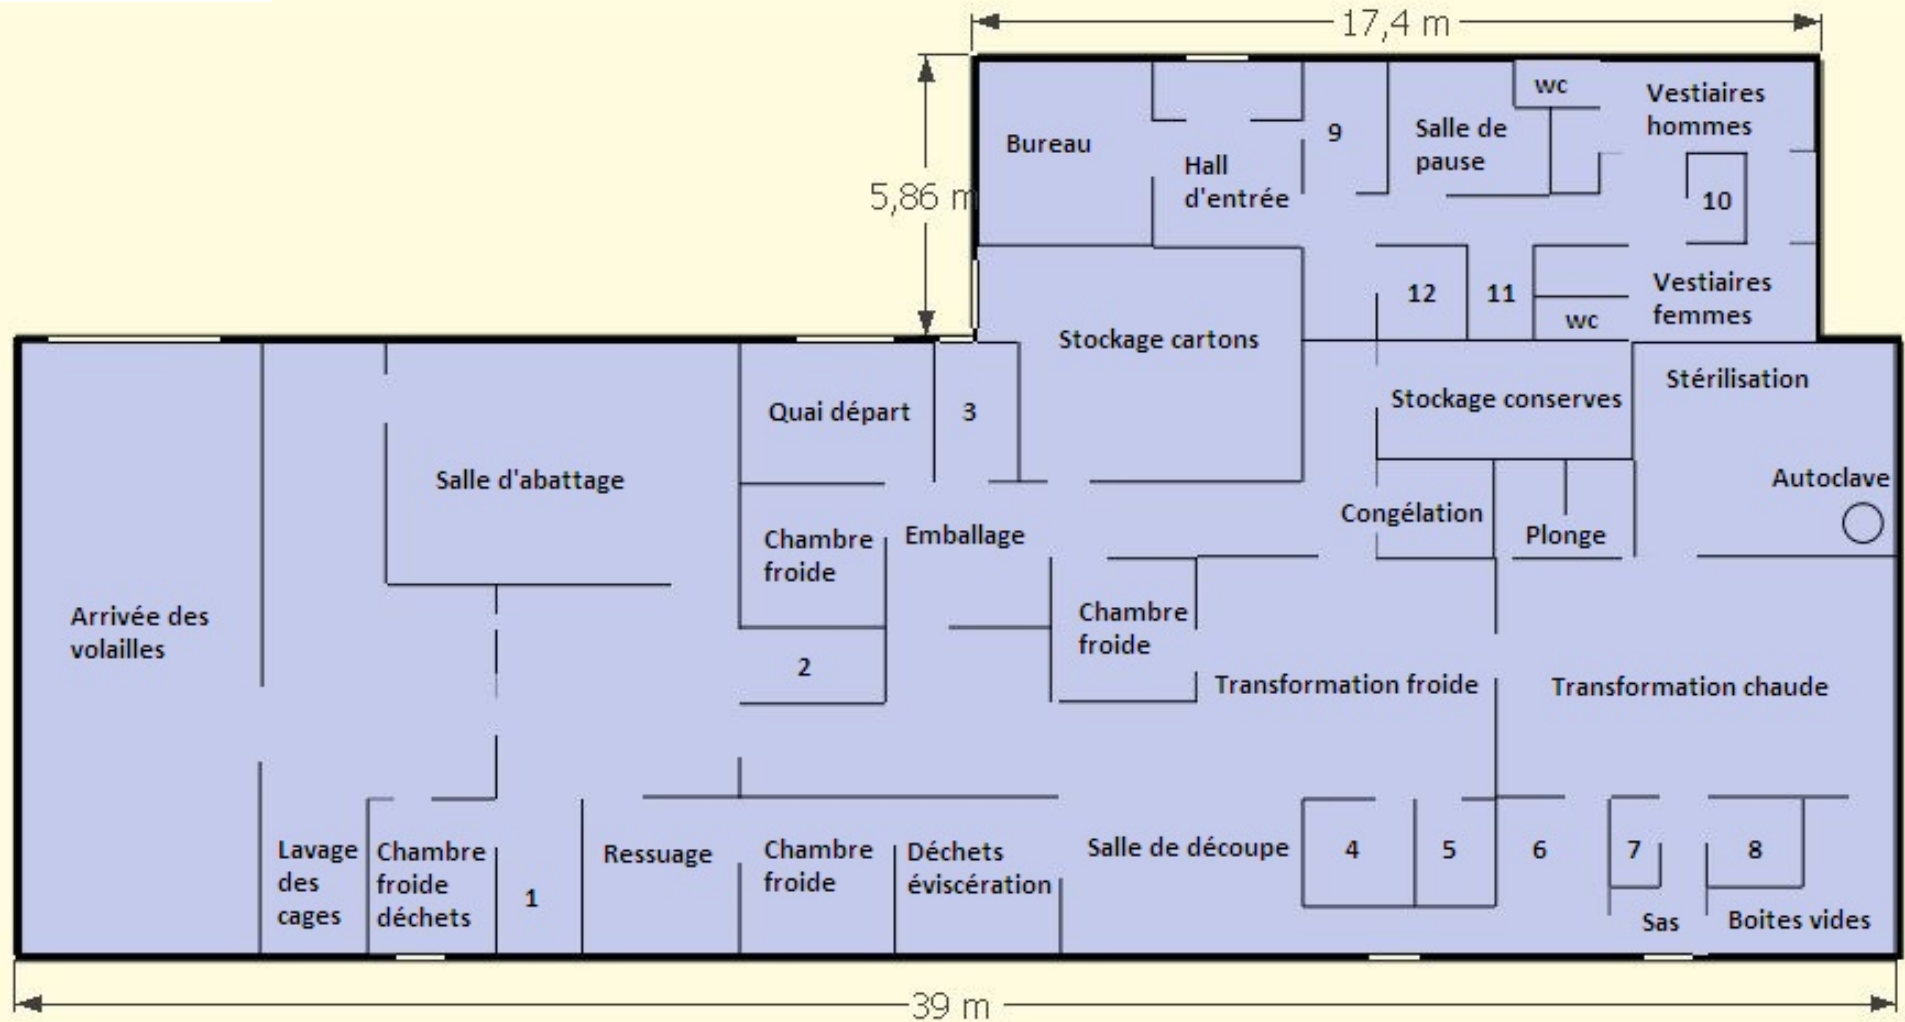 17,4 m
wc
Vestiaires
hommes
Bureau
9
Salle de
pause
Hall
d'entrée
5,86 m
10
12
11
Vestiaires
femmes
wc
Stockage cartons
Stérilisation
Quai départ
3
Stockage conserves
Salle d'abattage
Autoclave
Congélation
Chambre
froide
Emballage
Plonge
Arrivée des
volailles
Chambre
froide
2
Transformation froide
Transformation chaude
Lavage
des
cages
Chambre
froide
déchets
1
Ressuage
Chambre
froide
Déchets
éviscération
Salle de découpe
4
5
6
7
8
Sas
Boites vides
39 m